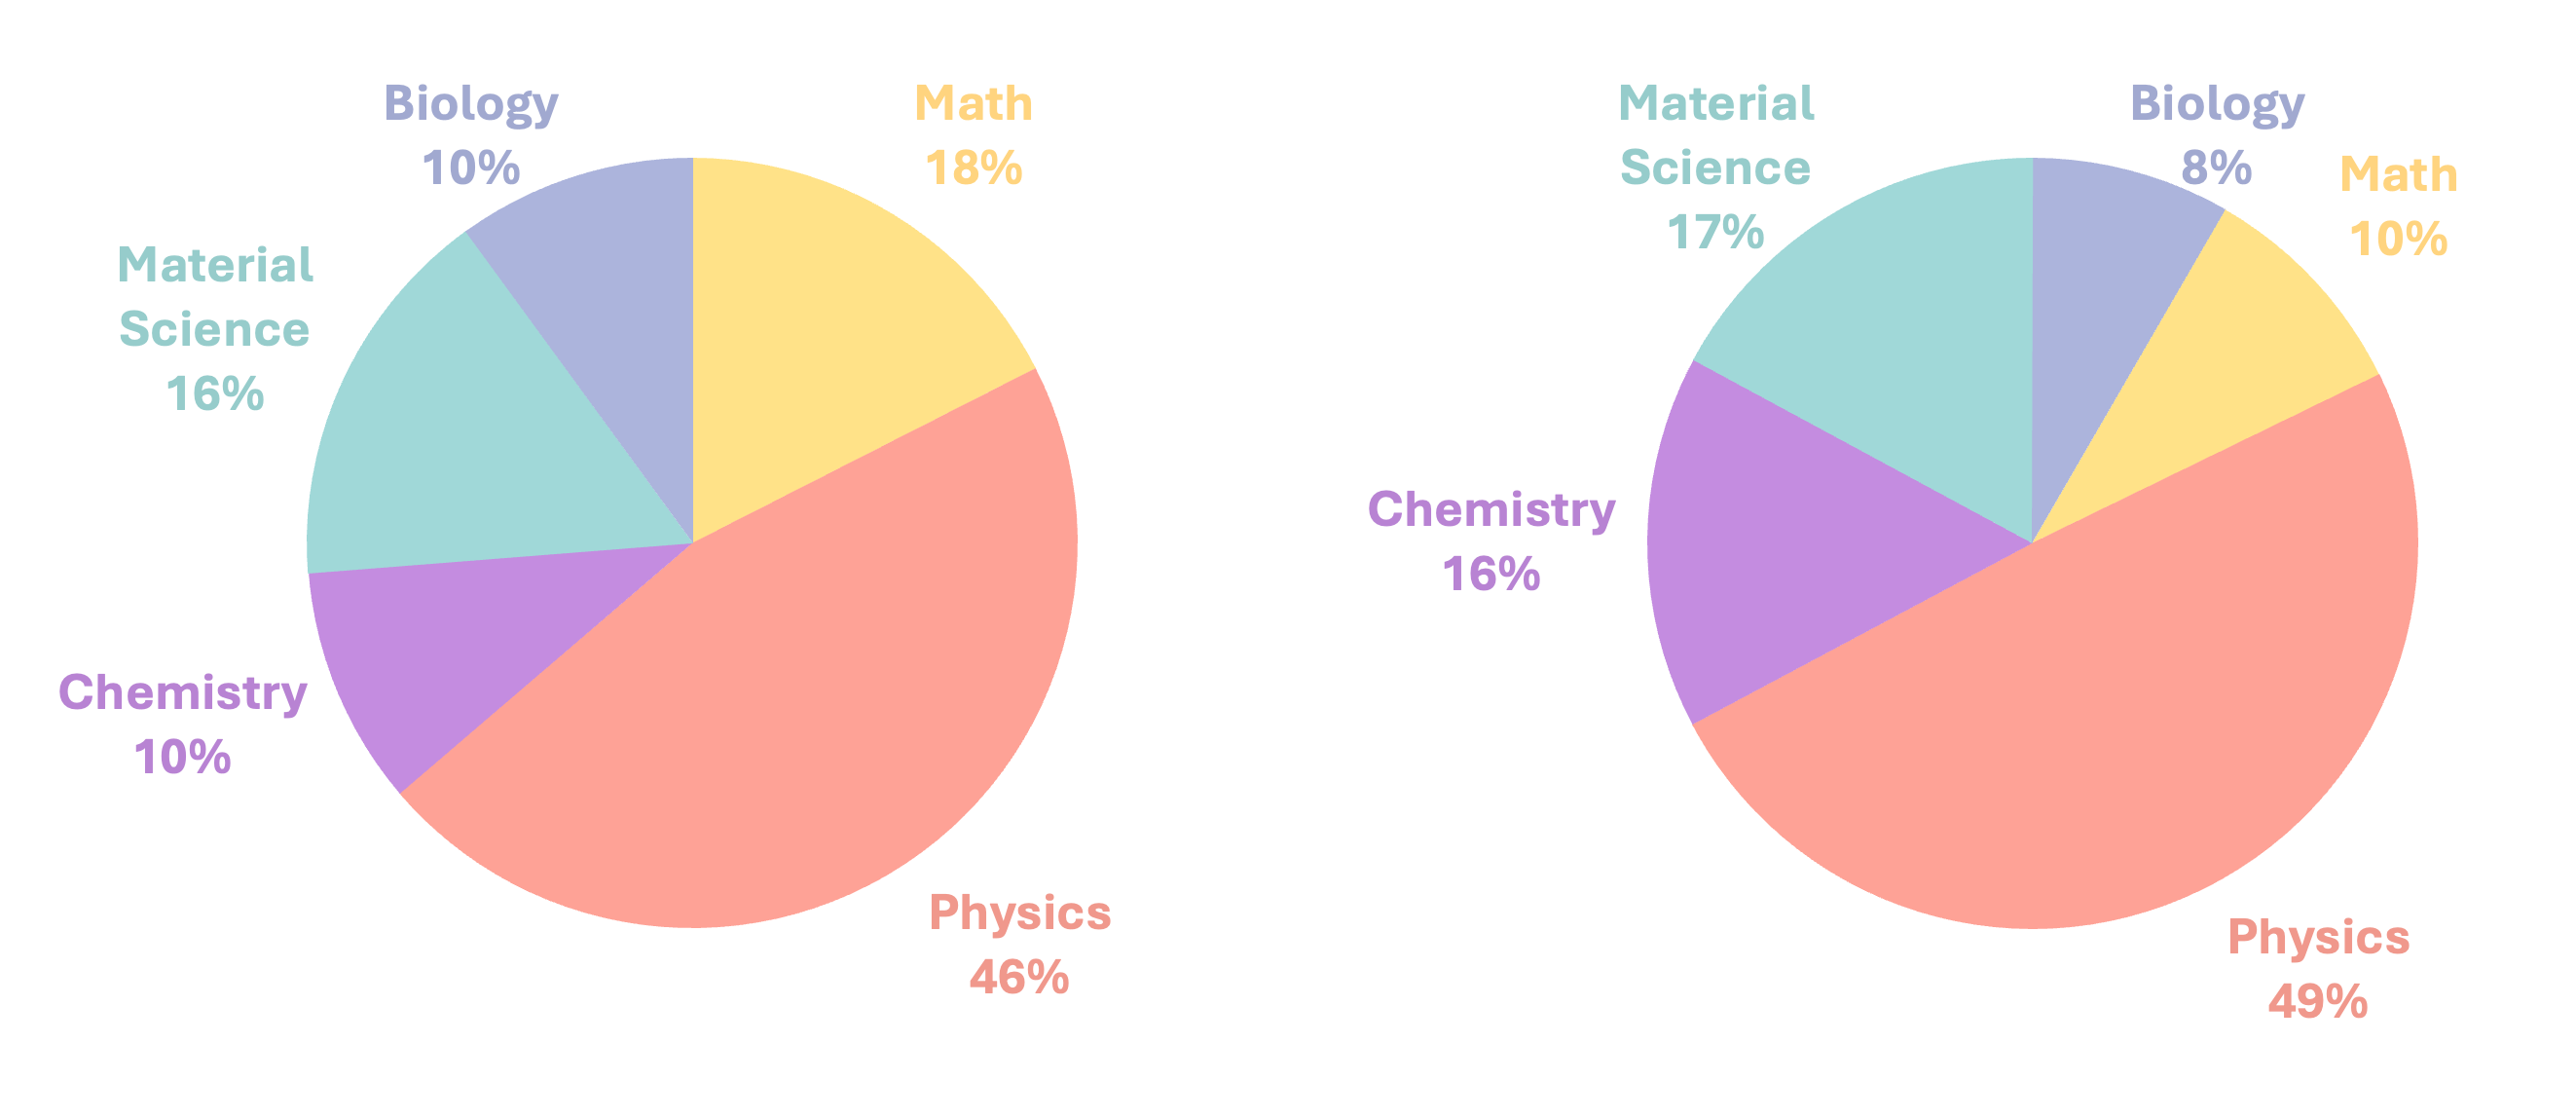 Biology
10%
Math
18%
Material
Science
16%
Chemistry
10%
Physics
46%
Material
Science
17%
Biology
8%
Math
10%
Chemistry
16%
Physics
49%